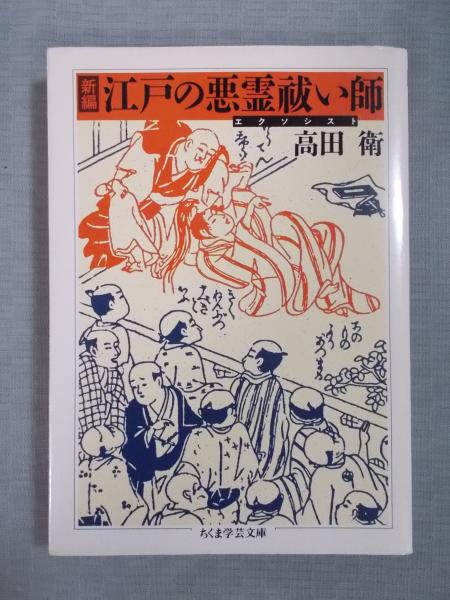 新編
江戸の悪霊祓い師
エクソシスト
高田 衛
ちくま学芸文庫